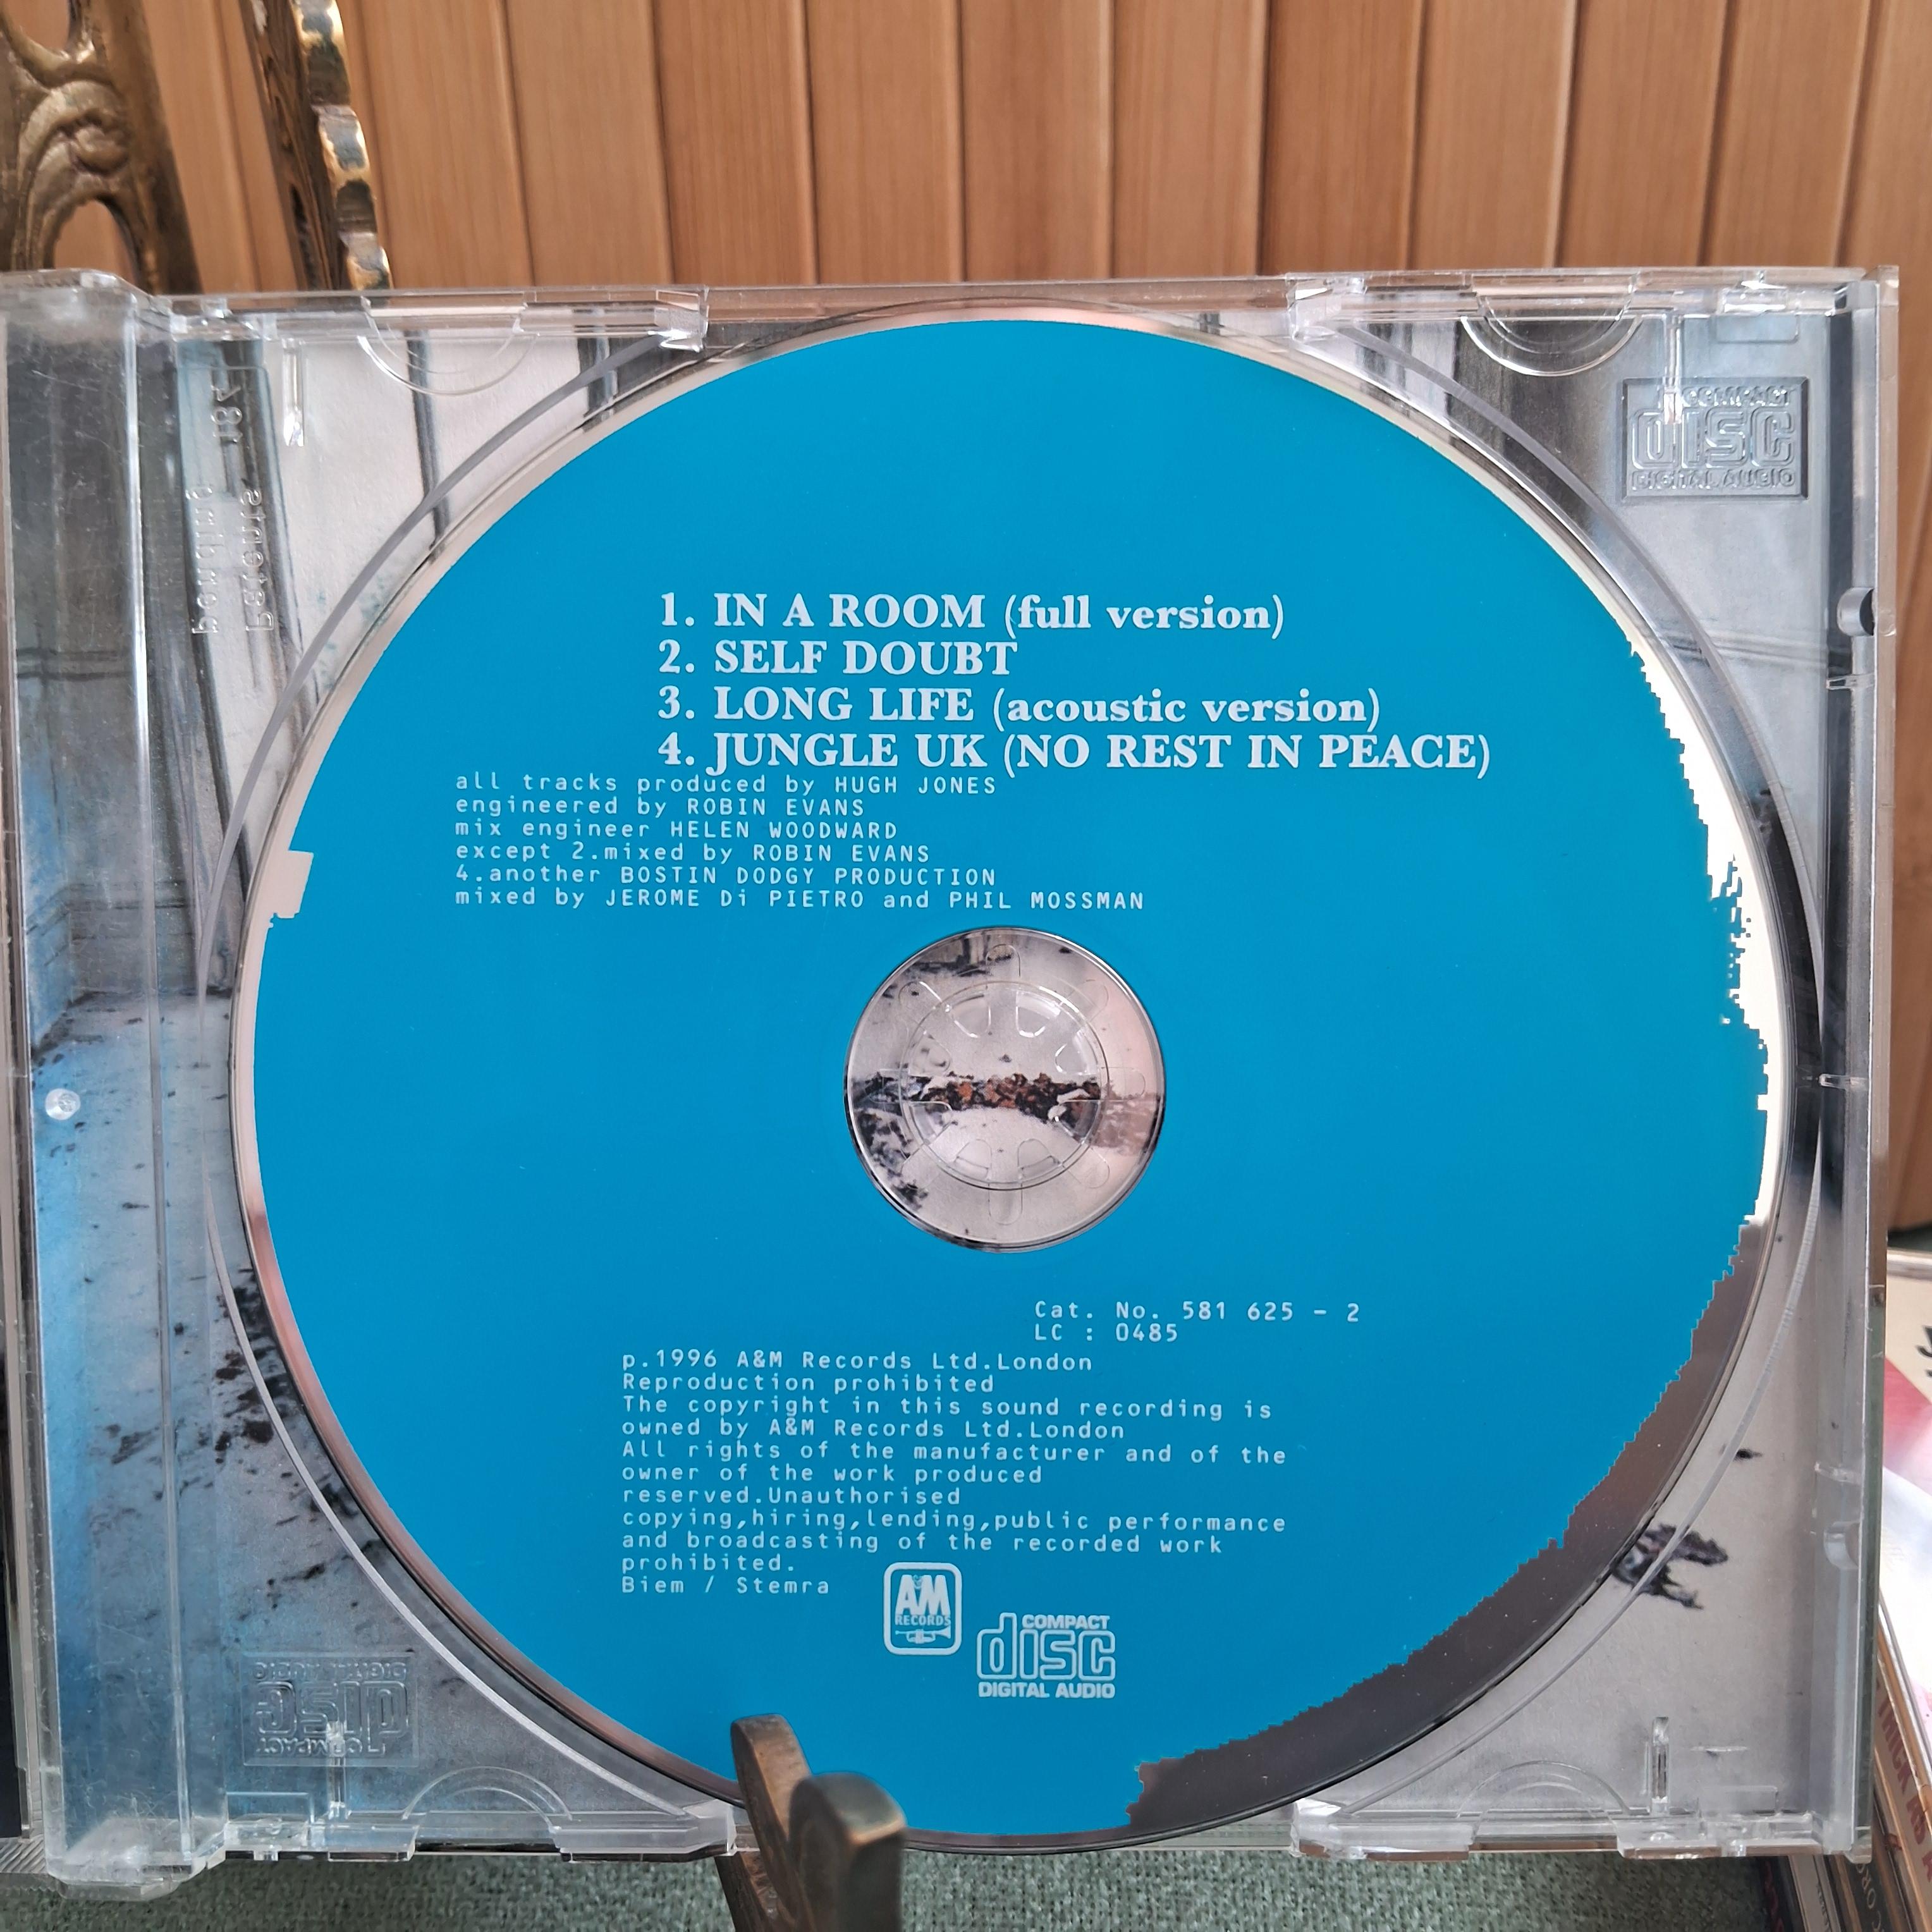 1. IN A ROOM (full version)
2. SELF DOUBT
3. LONG LIFE (acoustic version)
4. JUNGLE UK (NO REST IN PEACE)
all tracks produced by HUGH JONES
engineered by ROBIN EVANS
mix engineer HELEN WOODWARD
except 2.mixed by ROBIN EVANS
4.another BOSTIN DODGY PRODUCTION
mixed by JEROME Di PIETRO and PHIL MOSSMAN
Cat. No. 581 625 - 2
LC : 0485
p.1996 A&M Records Ltd.London
Reproduction prohibited
The copyright in this sound recording is
owned by A&M Records Ltd.London
All rights of the manufacturer and of the
owner of the work produced
reserved.Unauthorised
copying,hiring,lending,public performance
and broadcasting of the recorded work
prohibited.
Biem / Stemra
A&M
RECORDS
COMPACT
disc
DIGITAL AUDIO
COMPACT
disc
DIGITAL AUDIO
COMPACT
disc
DIGITAL AUDIO
Patents
pending